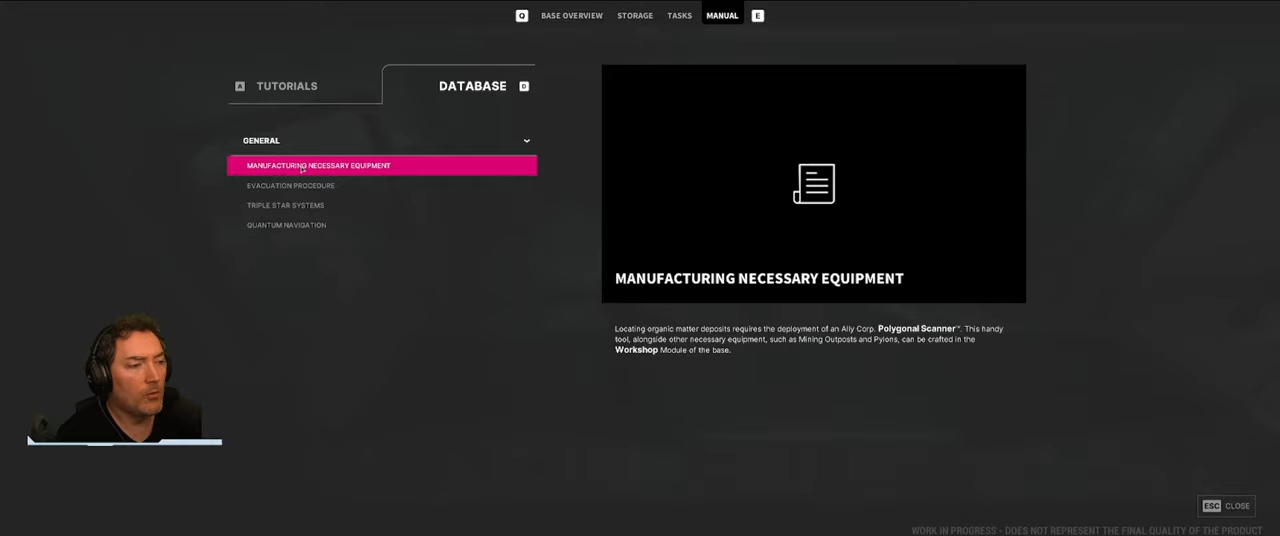 Q BASE OVERVIEW STORAGE TASKS MANUAL E
A TUTORIALS DATABASE D
GENERAL
MANUFACTURING NECESSARY EQUIPMENT
EVACUATION PROCEDURE
TRIPLE STAR SYSTEMS
QUANTUM NAVIGATION
MANUFACTURING NECESSARY EQUIPMENT
Locating organic matter deposits requires the deployment of an Ally Corp. Polygonal Scanner™. This handy
tool, alongside other necessary equipment, such as Mining Outposts and Pylons, can be crafted in the
Workshop Module of the base.
ESC CLOSE
WORK IN PROGRESS - DOES NOT REPRESENT THE FINAL QUALITY OF THE PRODUCT